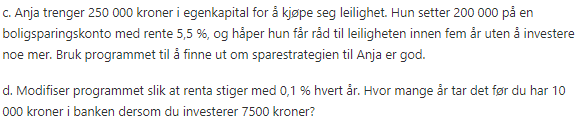 c. Anja trenger 250 000 kroner i egenkapital for å kjøpe seg leilighet. Hun setter 200 000 på en
boligsparingskonto med rente 5,5 %, og håper hun får råd til leiligheten innen fem år uten å investere
noe mer. Bruk programmet til å finne ut om sparestrategien til Anja er god.
d. Modifiser programmet slik at renta stiger med 0,1 % hvert år. Hvor mange år tar det før du har 10
000 kroner i banken dersom du investerer 7500 kroner?